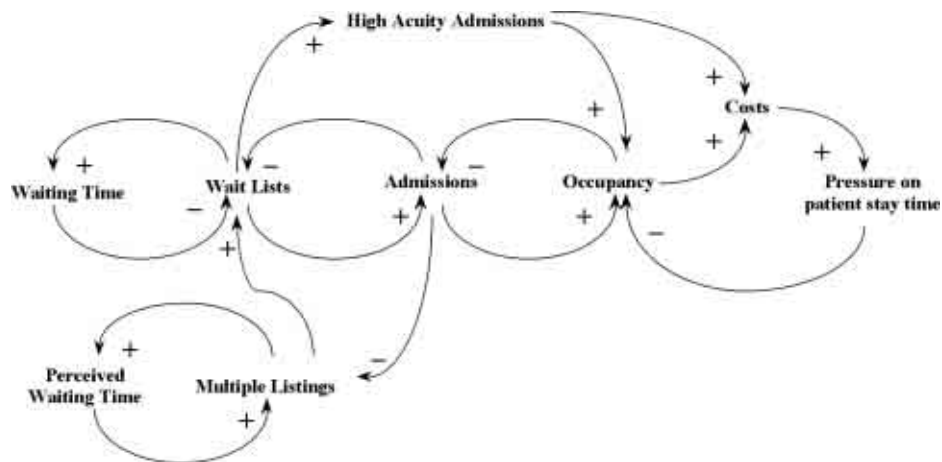 High Acuity Admissions
+
+
+
Costs
+
+
+
−
−
+
Waiting Time
Wait Lists
Admissions
Occupancy
Pressure on
patient stay time
−
+
+
−
+
+
−
Perceived
Waiting Time
Multiple Listings
+